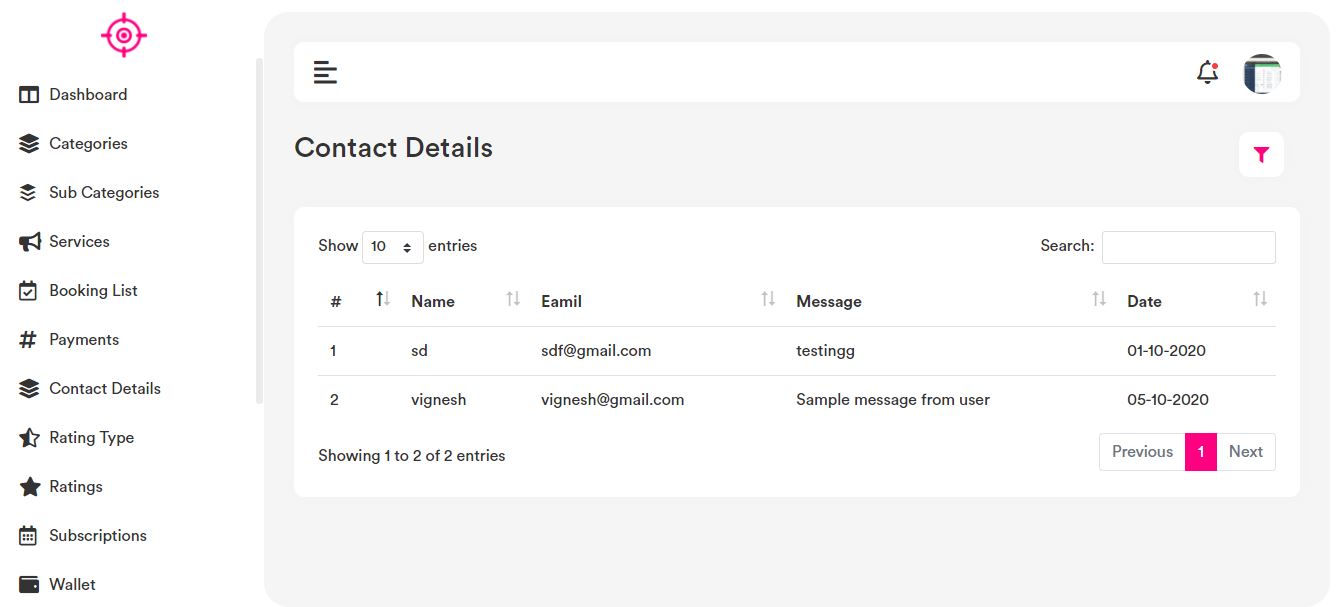 Dashboard
Categories
Sub Categories
Services
Booking List
Payments
Contact Details
Rating Type
Ratings
Subscriptions
Wallet
Contact Details
Show 10 entries
Search:
# Name Eamil Message Date
1 sd sdf@gmail.com testingg 01-10-2020
2 vignesh vignesh@gmail.com Sample message from user 05-10-2020
Showing 1 to 2 of 2 entries
Previous 1 Next